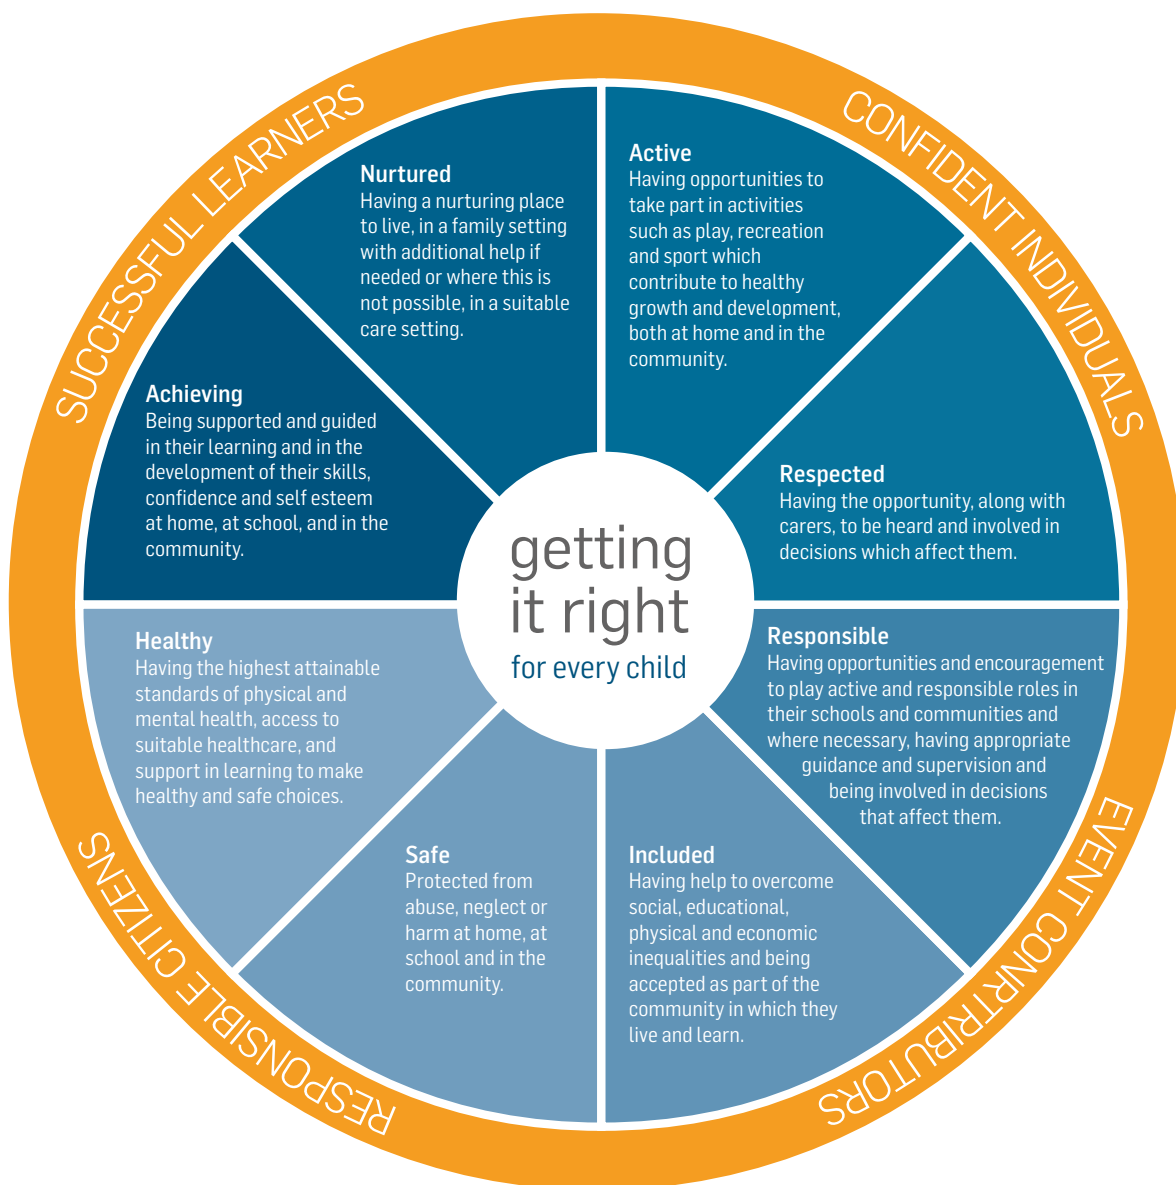 SUCCESSFUL LEARNERS
CONFIDENT INDIVIDUALS
Nurtured
Having a nurturing place
to live, in a family setting
with additional help if
needed or where this is
not possible, in a suitable
care setting.
Active
Having opportunities to
take part in activities
such as play, recreation
and sport which
contribute to healthy
growth and development,
both at home and in the
community.
Achieving
Being supported and guided
in their learning and in the
development of their skills,
confidence and self esteem
at home, at school, and in the
community.
Respected
Having the opportunity, along with
carers, to be heard and involved in
decisions which affect them.
getting
it right
for every child
Healthy
Having the highest attainable
standards of physical and
mental health, access to
suitable healthcare, and
support in learning to make
healthy and safe choices.
Responsible
Having opportunities and encouragement
to play active and responsible roles in
their schools and communities and
where necessary, having appropriate
guidance and supervision and
being involved in decisions
that affect them.
Safe
Protected from
abuse, neglect or
harm at home, at
school and in the
community.
Included
Having help to overcome
social, educational,
physical and economic
inequalities and being
accepted as part of the
community in which they
live and learn.
RESPONSIBLE CITIZENS
EVENT CONRTRIBUTORS